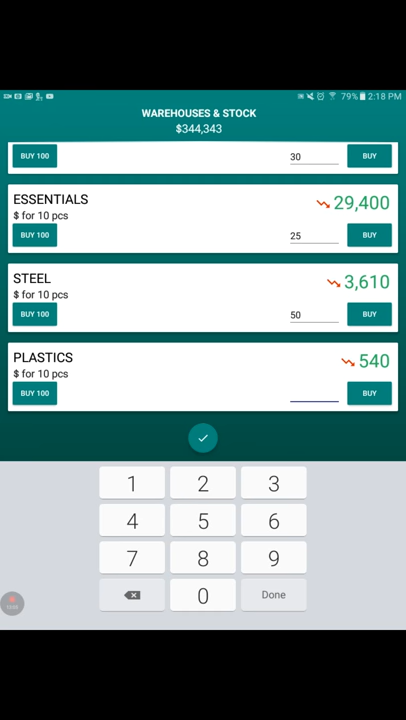 79% 2:18 PM
WAREHOUSES & STOCK
$344,343
BUY 100 30 BUY
ESSENTIALS 29,400
$ for 10 pcs
BUY 100 25 BUY
STEEL 3,610
$ for 10 pcs
BUY 100 50 BUY
PLASTICS 540
$ for 10 pcs
BUY 100 BUY
1 2 3
4 5 6
7 8 9
0 Done